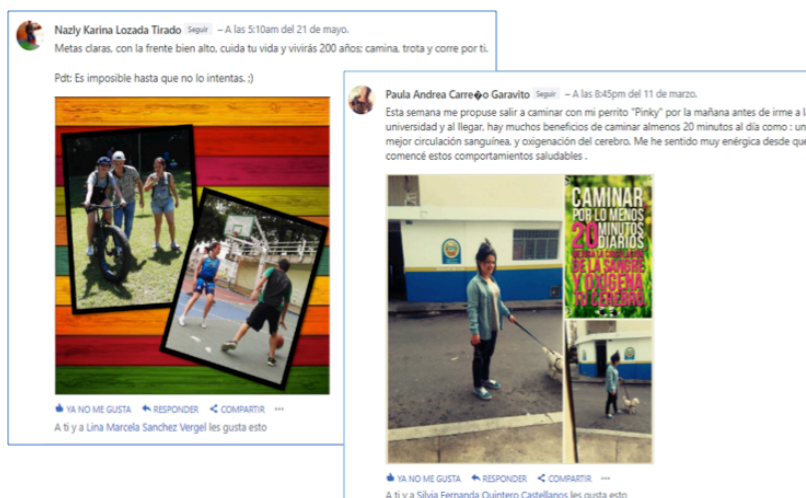 Nazly Karina Lozada Tirado Seguir – A las 5:10am del 21 de mayo.
Metas claras, con la frente bien alto, cuida tu vida y vivirás 200 años: camina, trota y corre por ti.
Pdt: Es imposible hasta que no lo intentas. ;)
YA NO ME GUSTA RESPONDER COMPARTIR ···
A ti y a Lina Marcela Sanchez Vergel les gusta esto
Paula Andrea Carre�o Garavito Seguir – A las 8:45pm del 11 de marzo.
Esta semana me propuse salir a caminar con mi perrito "Pinky" por la mañana antes de irme a la
universidad y al llegar, hay muchos beneficios de caminar almenos 20 minutos al día como : un
mejor circulación sanguínea, y oxigenación del cerebro. Me he sentido muy enérgica desde que
comencé estos comportamientos saludables .
CAMINAR
POR LO MENOS
20 MINUTOS
DIARIOS
MEJORA LA CIRCULACIÓN
DE LA SANGRE
Y OXIGENA
TU CEREBRO
YA NO ME GUSTA RESPONDER COMPARTIR ···
A ti y a Silvia Fernanda Quintero Castellanos les gusta esto